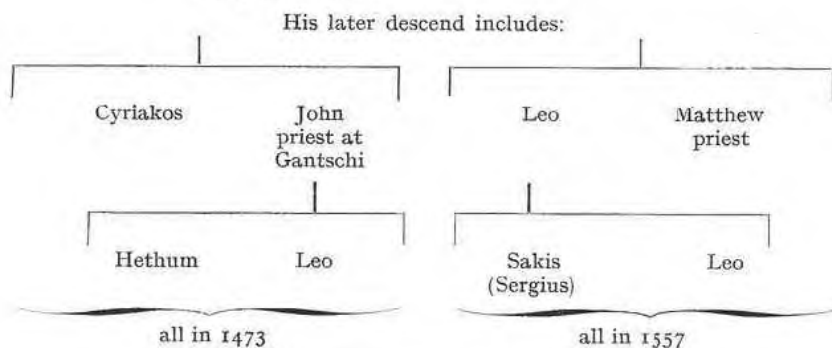 His later descend includes:
Cyriakos John Leo Matthew
priest at priest
Gantschi
Hethum Leo Sakis Leo
(Sergius)
all in 1473 all in 1557